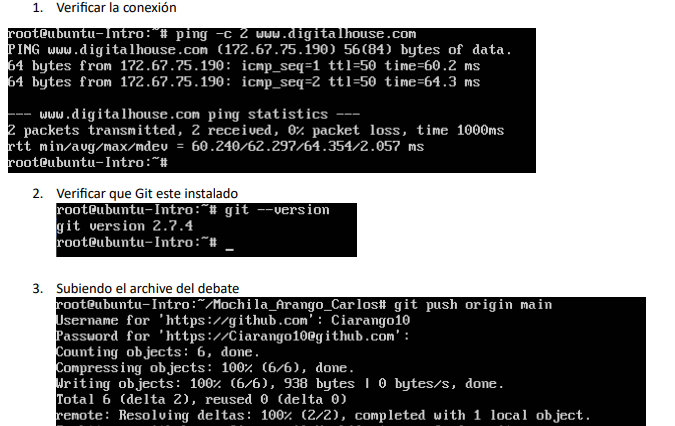 1. Verificar la conexión
root@ubuntu-Intro:~# ping -c 2 www.digitalhouse.com
PING www.digitalhouse.com (172.67.75.190) 56(84) bytes of data.
64 bytes from 172.67.75.190: icmp_seq=1 ttl=50 time=60.2 ms
64 bytes from 172.67.75.190: icmp_seq=2 ttl=50 time=64.3 ms
--- www.digitalhouse.com ping statistics ---
2 packets transmitted, 2 received, 0% packet loss, time 1000ms
rtt min/avg/max/mdev = 60.240/62.297/64.354/2.057 ms
root@ubuntu-Intro:~#
2. Verificar que Git este instalado
root@ubuntu-Intro:~# git --version
git version 2.7.4
root@ubuntu-Intro:~# _
3. Subiendo el archive del debate
root@ubuntu-Intro:~/Mochila_Arango_Carlos# git push origin main
Username for 'https://github.com': Ciarango10
Password for 'https://Ciarango10@github.com':
Counting objects: 6, done.
Compressing objects: 100% (6/6), done.
Writing objects: 100% (6/6), 938 bytes | 0 bytes/s, done.
Total 6 (delta 2), reused 0 (delta 0)
remote: Resolving deltas: 100% (2/2), completed with 1 local object.